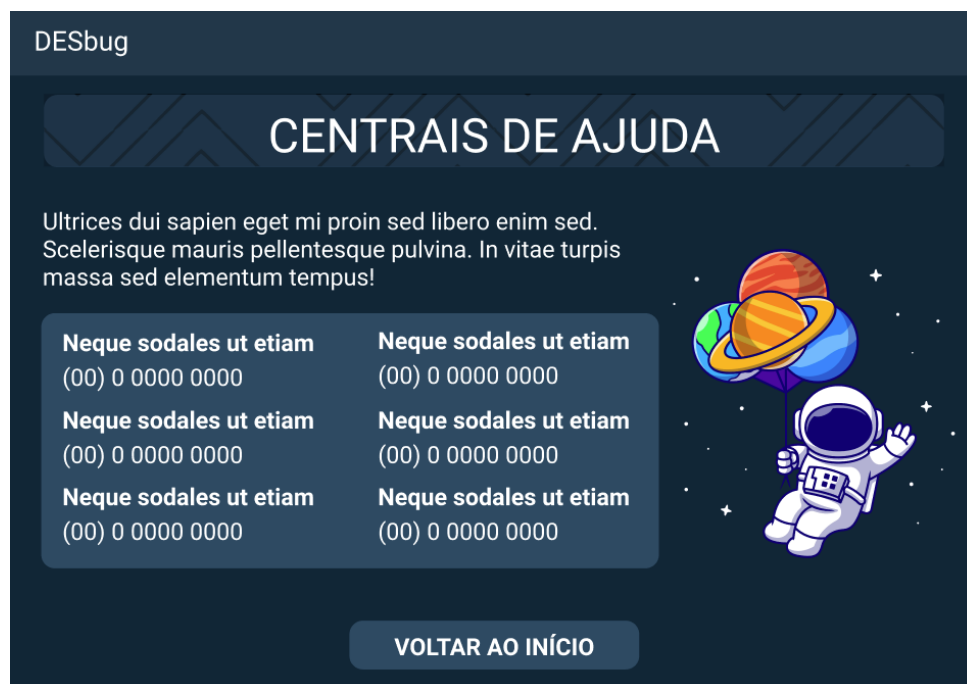 DESbug
CENTRAIS DE AJUDA
Ultrices dui sapien eget mi proin sed libero enim sed.
Scelerisque mauris pellentesque pulvina. In vitae turpis
massa sed elementum tempus!
Neque sodales ut etiam
(00) 0 0000 0000
Neque sodales ut etiam
(00) 0 0000 0000
Neque sodales ut etiam
(00) 0 0000 0000
Neque sodales ut etiam
(00) 0 0000 0000
Neque sodales ut etiam
(00) 0 0000 0000
Neque sodales ut etiam
(00) 0 0000 0000
VOLTAR AO INÍCIO